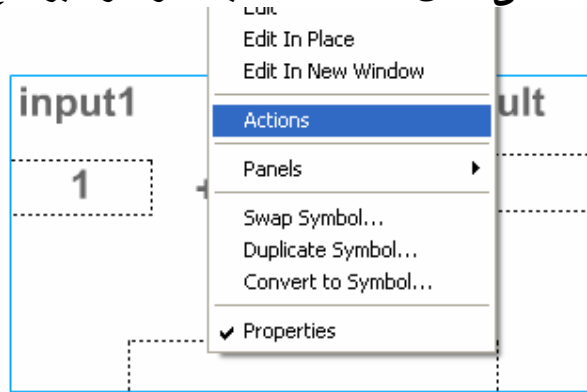 Edit In Place
Edit In New Window
input1
ult
Actions
Panels
1
Swap Symbol...
Duplicate Symbol...
Convert to Symbol...
Properties